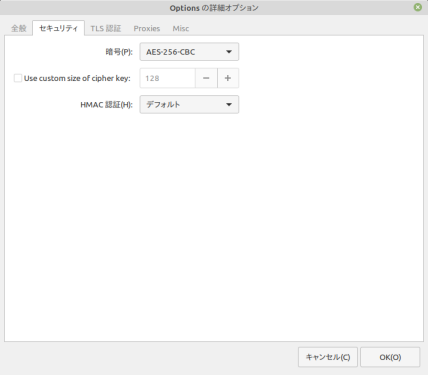 Options の詳細オプション
全般 セキュリティ TLS 認証 Proxies Misc
暗号(P): AES-256-CBC
Use custom size of cipher key: 128 − +
HMAC 認証(H): デフォルト
キャンセル(C) OK(O)